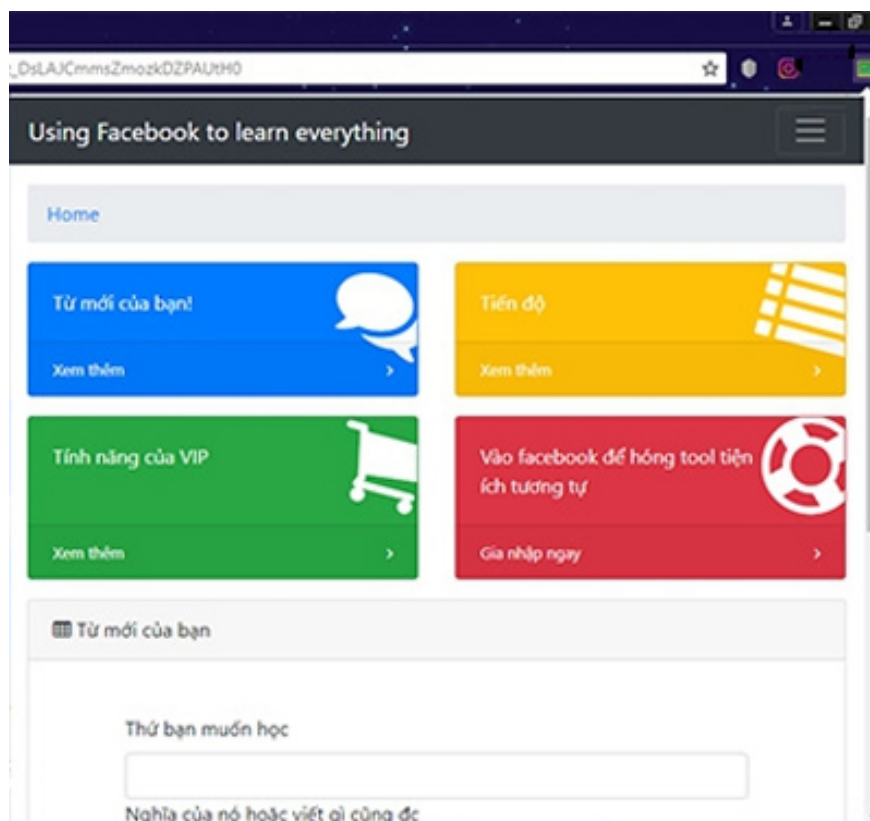 _DsLAJCmmsZmozkDZPAUtH0
Using Facebook to learn everything
Home
Từ mới của bạn!
Tiến độ
Xem thêm
Xem thêm
Tính năng của VIP
Vào facebook để hóng tool tiện
ích tương tự
Xem thêm
Gia nhập ngay
Từ mới của bạn
Thứ bạn muốn học
Nghĩa của nó hoặc viết gì cũng đc